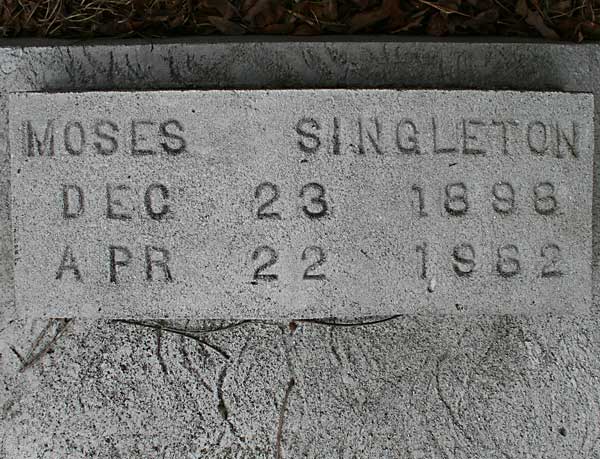 MOSES SINGLETON
DEC 23 1898
APR 22 1962